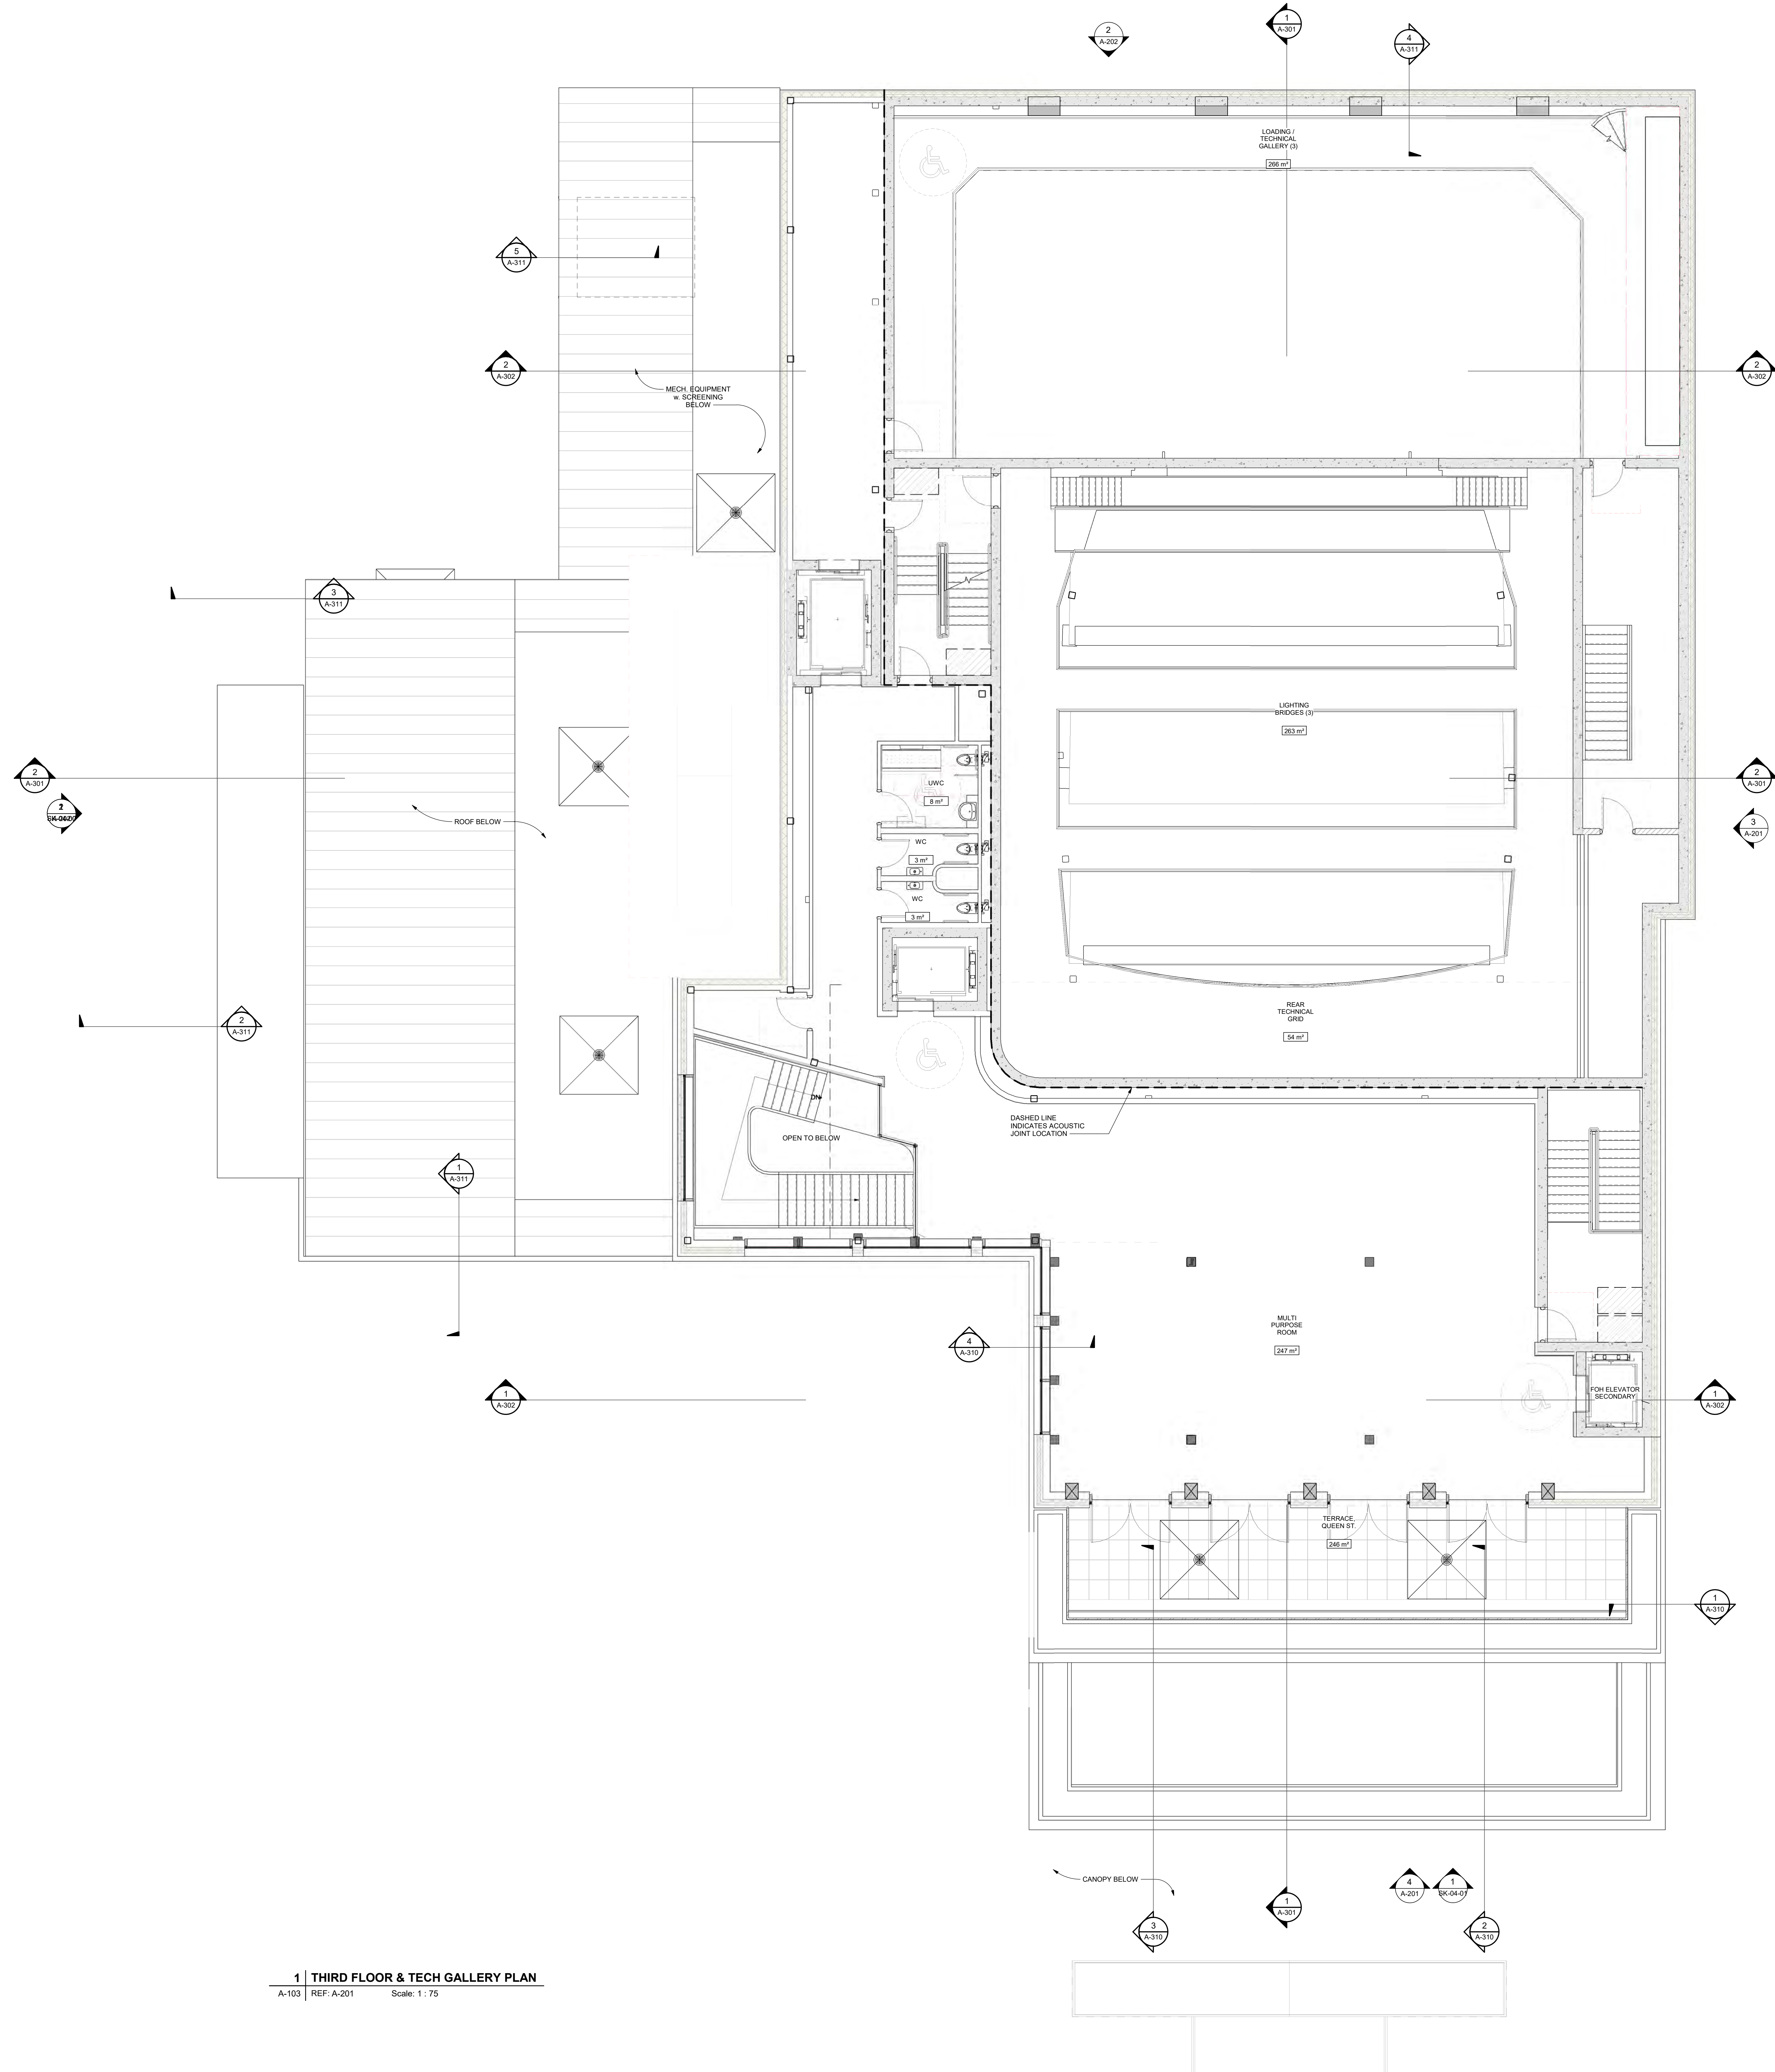 2
A-202
1
A-301
4
A-311
LOADING /
TECHNICAL
GALLERY (3)
266 m²
5
A-311
2
A-302
MECH. EQUIPMENT
w. SCREENING
BELOW
2
A-302
3
A-311
LIGHTING
BRIDGES (3)
263 m²
2
A-301
UWC
8 m²
2
A-301
ROOF BELOW
3
A-201
WC
3 m²
WC
3 m²
REAR
TECHNICAL
GRID
54 m²
2
A-311
DN
DASHED LINE
INDICATES ACOUSTIC
JOINT LOCATION
OPEN TO BELOW
1
A-311
MULTI
PURPOSE
ROOM
247 m²
4
A-310
FOH ELEVATOR
SECONDARY
1
A-302
1
A-302
TERRACE,
QUEEN ST.
246 m²
1
A-310
CANOPY BELOW
4
A-201
1
SK-04-01
1
A-301
3
A-310
2
A-310
1 THIRD FLOOR & TECH GALLERY PLAN
A-103 REF: A-201 Scale: 1 : 75